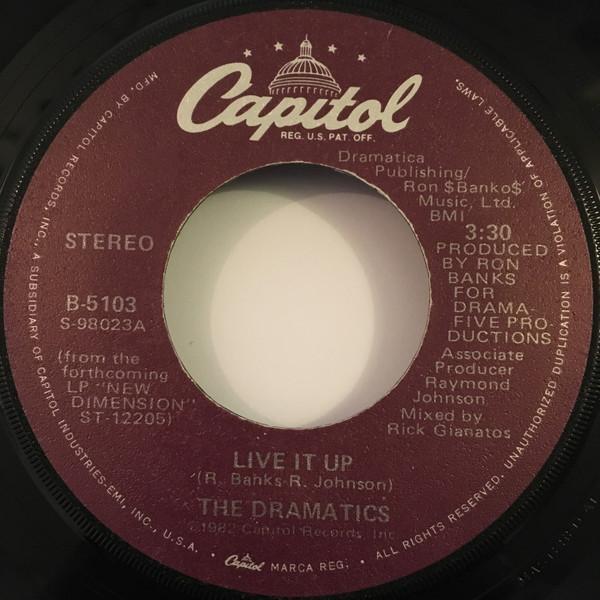 Capitol
REG. U.S. PAT. OFF.
Dramatica
Publishing/
Ron $Banko$
Music, Ltd.
BMI
STEREO
B-5103
S-98023A
(from the
forthcoming
LP "NEW
DIMENSION"
ST-12205)
3:30
PRODUCED
BY RON
BANKS
FOR
DRAMA-
FIVE PRO-
DUCTIONS
Associate
Producer
Raymond
Johnson
Mixed by
Rick Gianatos
LIVE IT UP
(R. Banks-R. Johnson)
THE DRAMATICS
©1982 Capitol Records, Inc.
MFD. BY CAPITOL RECORDS, INC., A SUBSIDIARY OF CAPITOL INDUSTRIES-EMI, INC., U.S.A. • Capitol MARCA REG. • ALL RIGHTS RESERVED. UNAUTHORIZED DUPLICATION IS A VIOLATION OF APPLICABLE LAWS.